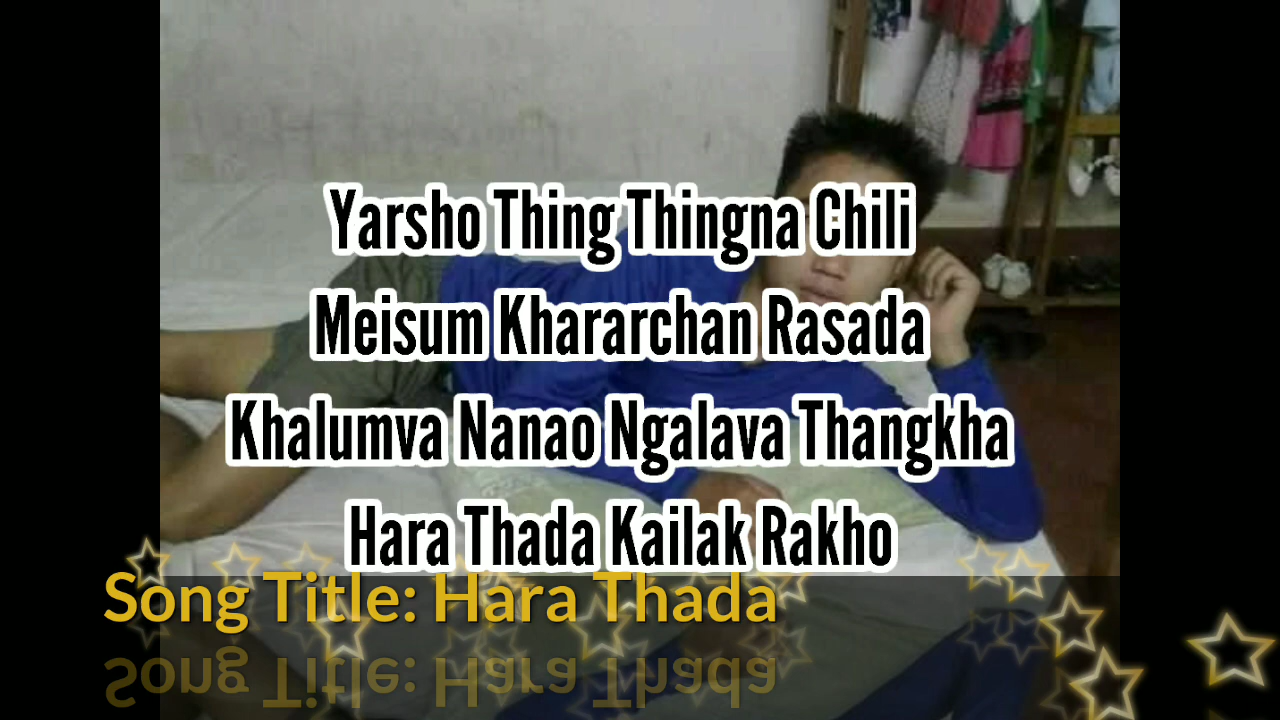 Yarsho Thing Thingna Chili
Meisum Khararchan Rasada
Khalumva Nanao Ngalava Thangkha
Hara Thada Kailak Rakho
Song Title: Hara Thada